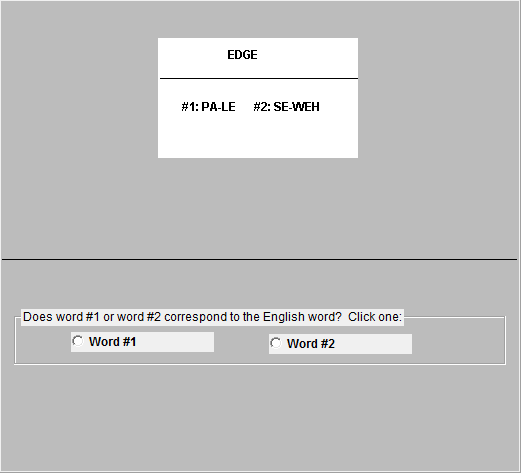 EDGE
#1: PA-LE #2: SE-WEH
Does word #1 or word #2 correspond to the English word? Click one:
Word #1 Word #2